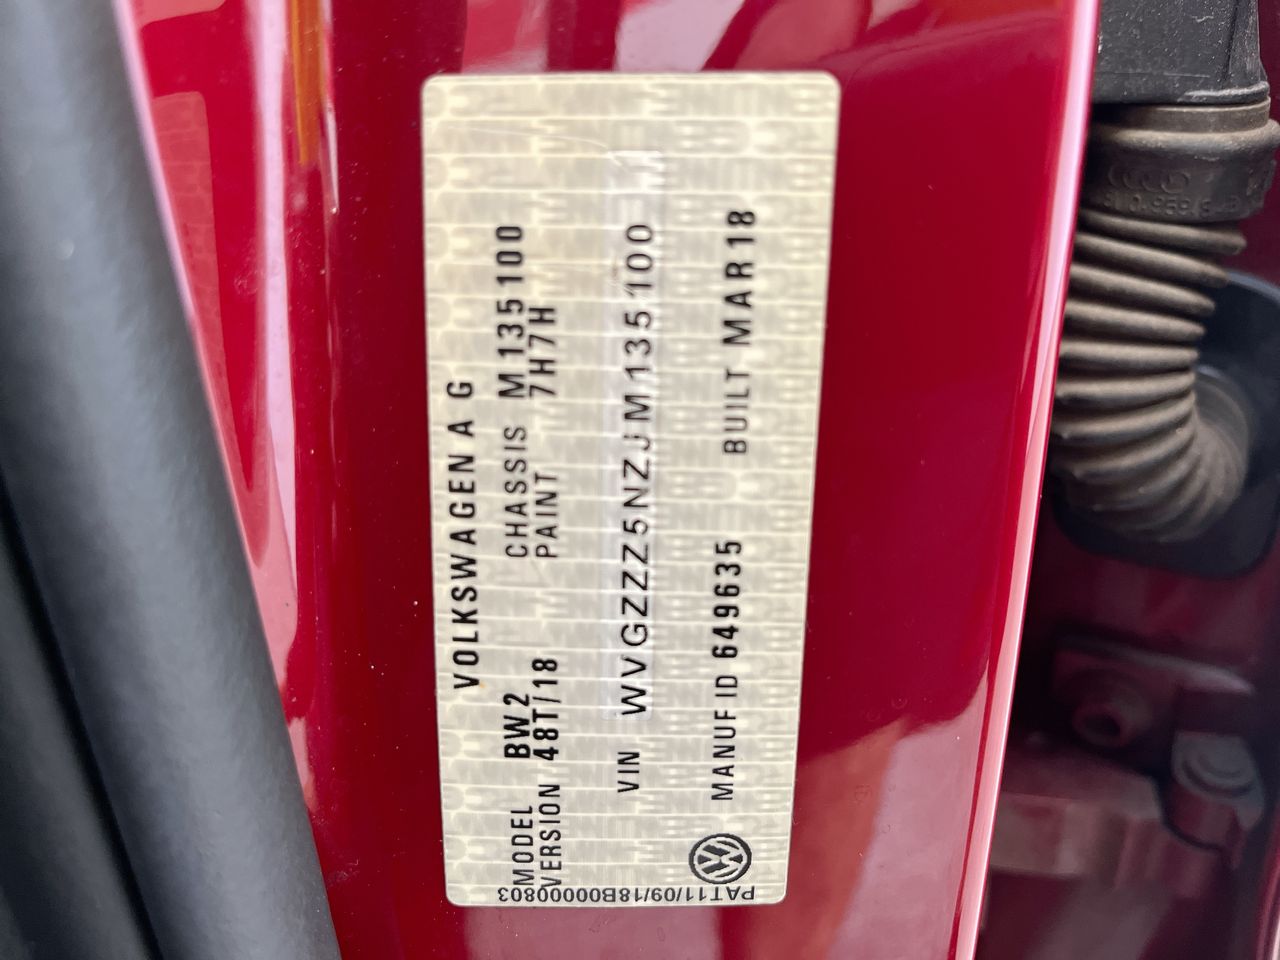 VOLKSWAGEN A G
MODEL BW2 CHASSIS M135100
VERSION 48T/18 PAINT 7H7H
VIN WVGZZZ5NZJM135100
MANUF ID 649635 BUILT MAR18
PAT11/09/18B00000803